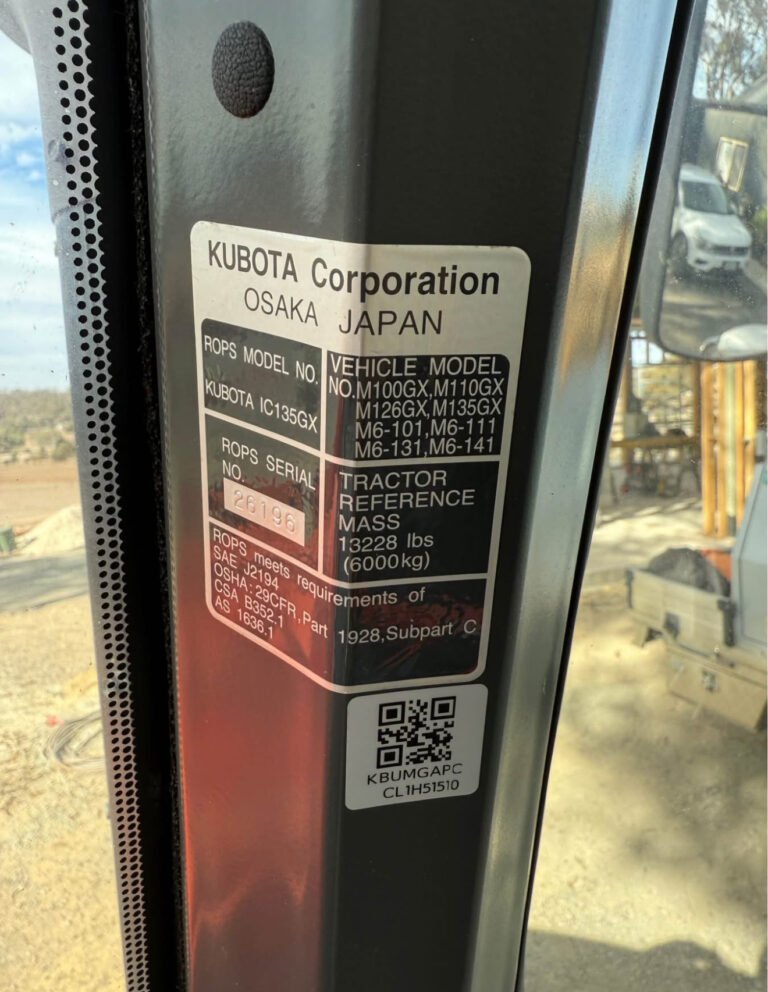 KUBOTA Corporation
OSAKA JAPAN
ROPS MODEL NO.
KUBOTA IC135GX
VEHICLE MODEL
NO.M100GX,M110GX
M126GX,M135GX
M6-101,M6-111
M6-131,M6-141
ROPS SERIAL
NO.
26196
TRACTOR
REFERENCE
MASS
13228 lbs
(6000kg)
ROPS meets requirements of
SAE J2194
OSHA:29CFR,Part 1928,Subpart C
CSA B352.1
AS 1636.1
KBUMGAPC
CL1H51510